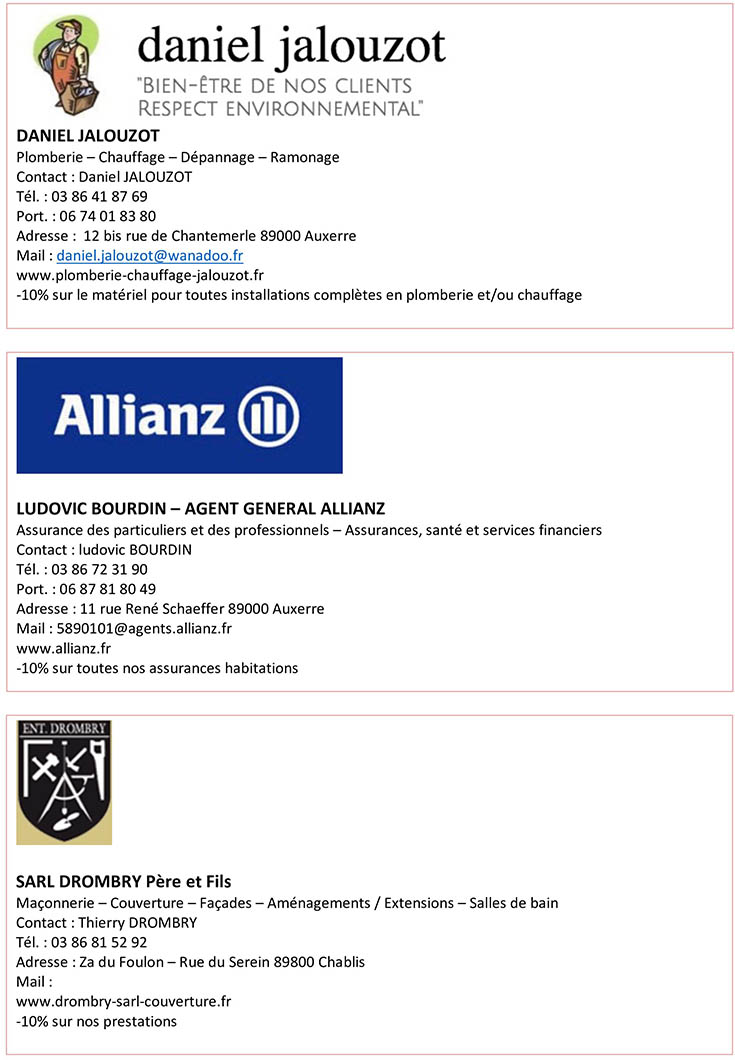 daniel jalouzot
"BIEN-ÊTRE DE NOS CLIENTS
RESPECT ENVIRONNEMENTAL"
DANIEL JALOUZOT
Plomberie – Chauffage – Dépannage – Ramonage
Contact : Daniel JALOUZOT
Tél. : 03 86 41 87 69
Port. : 06 74 01 83 80
Adresse :  12 bis rue de Chantemerle 89000 Auxerre
Mail : daniel.jalouzot@wanadoo.fr
www.plomberie-chauffage-jalouzot.fr
-10% sur le matériel pour toutes installations complètes en plomberie et/ou chauffage
Allianz
LUDOVIC BOURDIN – AGENT GENERAL ALLIANZ
Assurance des particuliers et des professionnels – Assurances, santé et services financiers
Contact : ludovic BOURDIN
Tél. : 03 86 72 31 90
Port. : 06 87 81 80 49
Adresse : 11 rue René Schaeffer 89000 Auxerre
Mail : 5890101@agents.allianz.fr
www.allianz.fr
-10% sur toutes nos assurances habitations
ENT. DROMBRY
SARL DROMBRY Père et Fils
Maçonnerie – Couverture – Façades – Aménagements / Extensions – Salles de bain
Contact : Thierry DROMBRY
Tél. : 03 86 81 52 92
Adresse : Za du Foulon – Rue du Serein 89800 Chablis
Mail :
www.drombry-sarl-couverture.fr
-10% sur nos prestations